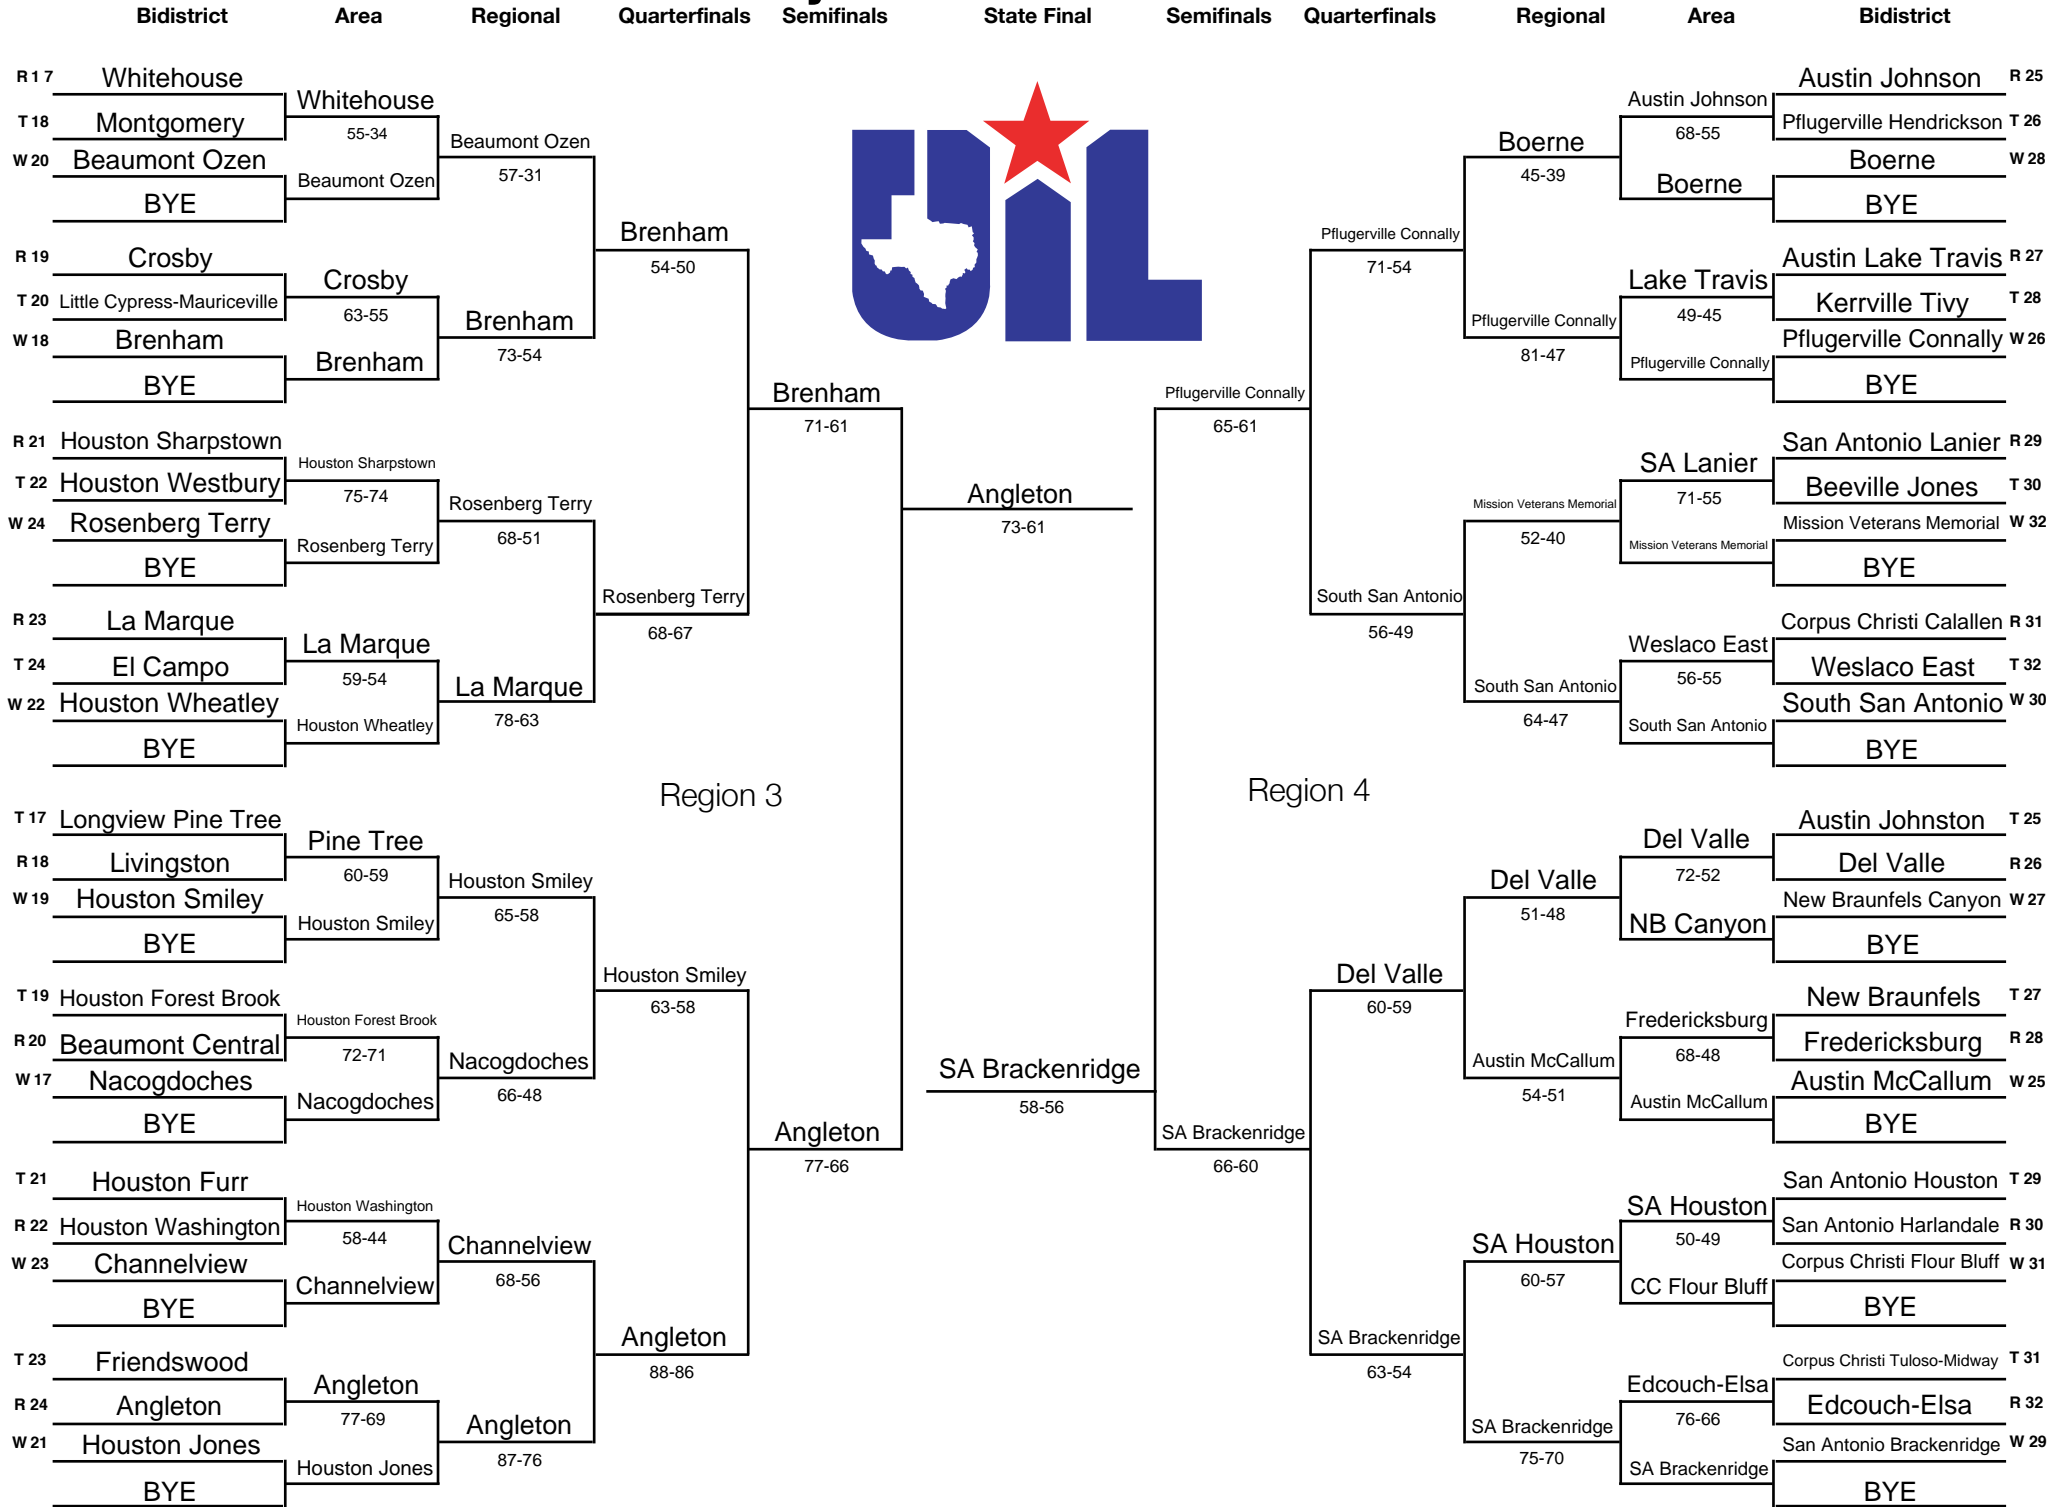 Bidistrict Area Regional Quarterfinals Semifinals State Final Semifinals Quarterfinals Regional Area Bidistrict
R 1 7 Whitehouse
Whitehouse
T 18 Montgomery
55-34
Beaumont Ozen
W 20 Beaumont Ozen
57-31
Beaumont Ozen
BYE
Brenham
54-50
R 19 Crosby
Crosby
T 20 Little Cypress-Mauriceville
63-55
Brenham
W 18 Brenham
73-54
Brenham
BYE
Brenham
71-61
R 21 Houston Sharpstown
Houston Sharpstown
T 22 Houston Westbury
75-74
Rosenberg Terry
W 24 Rosenberg Terry
68-51
Rosenberg Terry
BYE
Rosenberg Terry
68-67
R 23 La Marque
La Marque
T 24 El Campo
59-54
La Marque
W 22 Houston Wheatley
78-63
Houston Wheatley
BYE
Region 3
T 17 Longview Pine Tree
Pine Tree
R 18 Livingston
60-59
Houston Smiley
W 19 Houston Smiley
65-58
Houston Smiley
BYE
Houston Smiley
63-58
T 19 Houston Forest Brook
Houston Forest Brook
R 20 Beaumont Central
72-71
Nacogdoches
W 17 Nacogdoches
66-48
Nacogdoches
BYE
Angleton
77-66
T 21 Houston Furr
Houston Washington
R 22 Houston Washington
58-44
Channelview
W 23 Channelview
68-56
Channelview
BYE
Angleton
88-86
T 23 Friendswood
Angleton
R 24 Angleton
77-69
Angleton
W 21 Houston Jones
87-76
Houston Jones
BYE
UIL
Angleton
73-61
SA Brackenridge
58-56
Austin Johnson R 25
Austin Johnson
Pflugerville Hendrickson T 26
68-55
Boerne
Boerne W 28
45-39
Boerne
BYE
Pflugerville Connally
71-54
Austin Lake Travis R 27
Lake Travis
Kerrville Tivy T 28
49-45
Pflugerville Connally
Pflugerville Connally W 26
81-47
Pflugerville Connally
BYE
Pflugerville Connally
65-61
San Antonio Lanier R 29
SA Lanier
Beeville Jones T 30
71-55
Mission Veterans Memorial
Mission Veterans Memorial W 32
52-40
Mission Veterans Memorial
BYE
South San Antonio
56-49
Corpus Christi Calallen R 31
Weslaco East
Weslaco East T 32
56-55
South San Antonio
South San Antonio W 30
64-47
South San Antonio
BYE
Region 4
Austin Johnston T 25
Del Valle
Del Valle R 26
72-52
Del Valle
New Braunfels Canyon W 27
51-48
NB Canyon
BYE
Del Valle
60-59
New Braunfels T 27
Fredericksburg
Fredericksburg R 28
68-48
Austin McCallum
Austin McCallum W 25
54-51
Austin McCallum
BYE
SA Brackenridge
66-60
San Antonio Houston T 29
SA Houston
San Antonio Harlandale R 30
50-49
SA Houston
Corpus Christi Flour Bluff W 31
60-57
CC Flour Bluff
BYE
SA Brackenridge
63-54
Corpus Christi Tuloso-Midway T 31
Edcouch-Elsa
Edcouch-Elsa R 32
76-66
SA Brackenridge
San Antonio Brackenridge W 29
75-70
SA Brackenridge
BYE